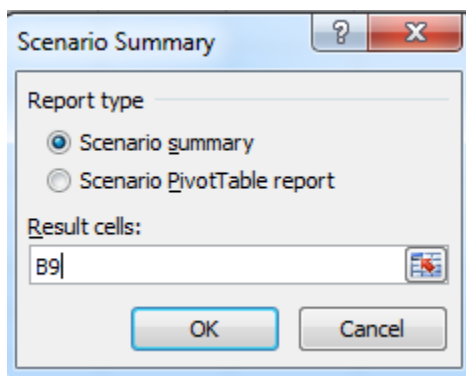 Scenario Summary
Report type
Scenario summary
Scenario PivotTable report
Result cells:
B9
OK Cancel